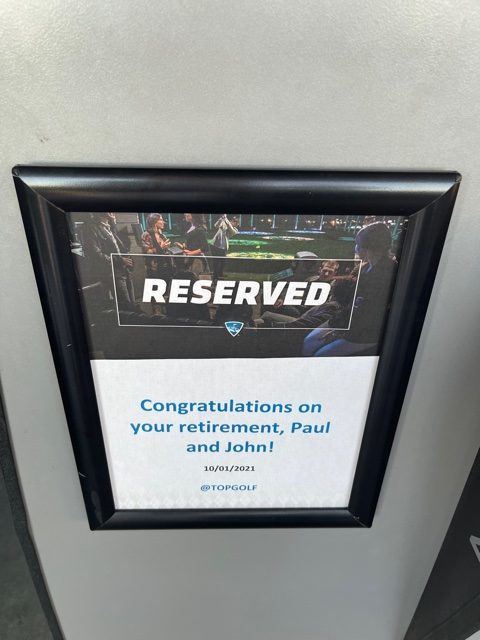 RESERVED
Congratulations on
your retirement, Paul
and John!
10/01/2021
@TOPGOLF